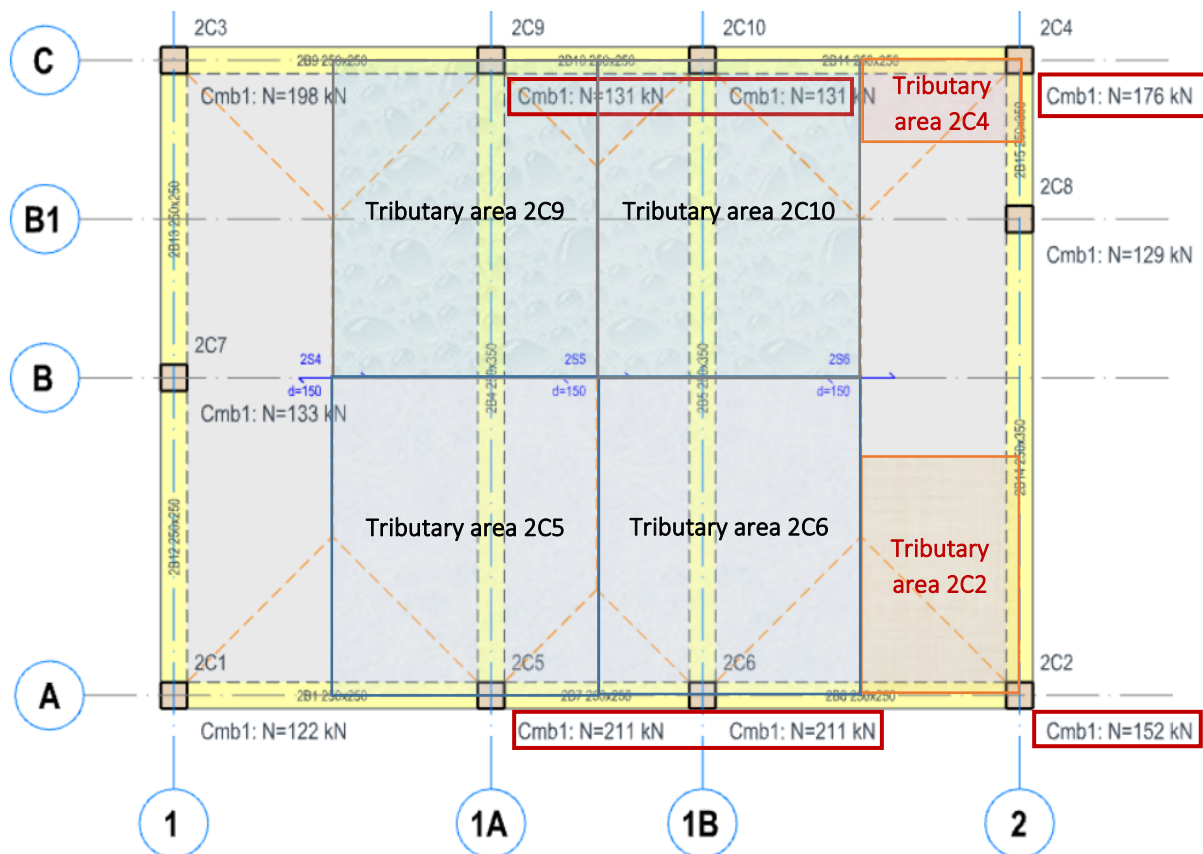 2C3
2C9
2C10
2C4
C
2B9 250x250
2B10 250x250
2B11 250x250
Cmb1: N=198 kN
Cmb1: N=131 kN
Cmb1: N=131 kN
Tributary
area 2C4
Cmb1: N=176 kN
2B15 250x350
2C8
B1
2B13 250x250
Tributary area 2C9
Tributary area 2C10
Cmb1: N=129 kN
2C7
2S4
2S5
2S6
B
d=150
d=150
d=150
2B4 250x350
2B5 250x350
Cmb1: N=133 kN
2B14 250x350
2B12 250x250
Tributary area 2C5
Tributary area 2C6
Tributary
area 2C2
2C1
2C5
2C6
2C2
A
2B1 250x250
2B7 250x250
2B8 250x250
Cmb1: N=122 kN
Cmb1: N=211 kN
Cmb1: N=211 kN
Cmb1: N=152 kN
1
1A
1B
2